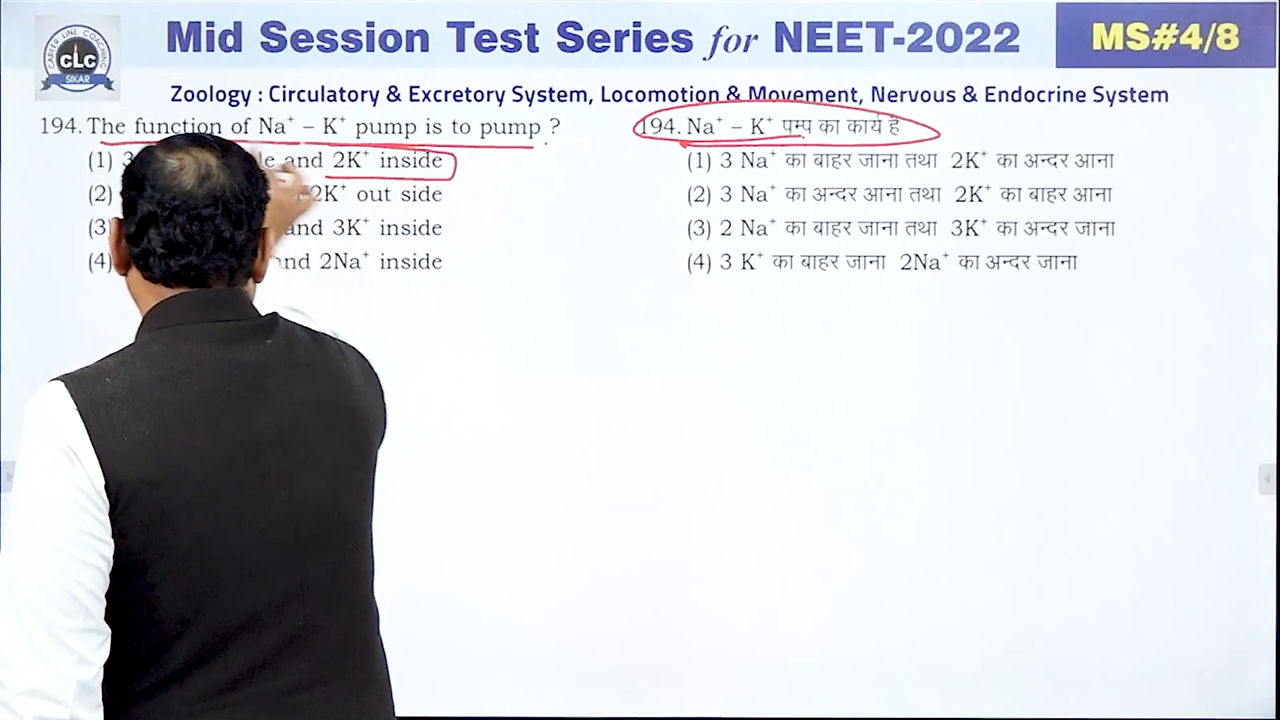 CAREER LINE COACHING
CLC
SIKAR
Mid Session Test Series for NEET-2022
MS#4/8
Zoology : Circulatory & Excretory System, Locomotion & Movement, Nervous & Endocrine System
194. The function of Na⁺ – K⁺ pump is to pump ?
(1) 3 and 2K⁺ inside
(2) 2K⁺ out side
(3) and 3K⁺ inside
(4) and 2Na⁺ inside
194. Na⁺ – K⁺ पम्प का कार्य है
(1) 3 Na⁺ का बाहर जाना तथा 2K⁺ का अन्दर आना
(2) 3 Na⁺ का अन्दर आना तथा 2K⁺ का बाहर आना
(3) 2 Na⁺ का बाहर जाना तथा 3K⁺ का अन्दर जाना
(4) 3 K⁺ का बाहर जाना 2Na⁺ का अन्दर जाना